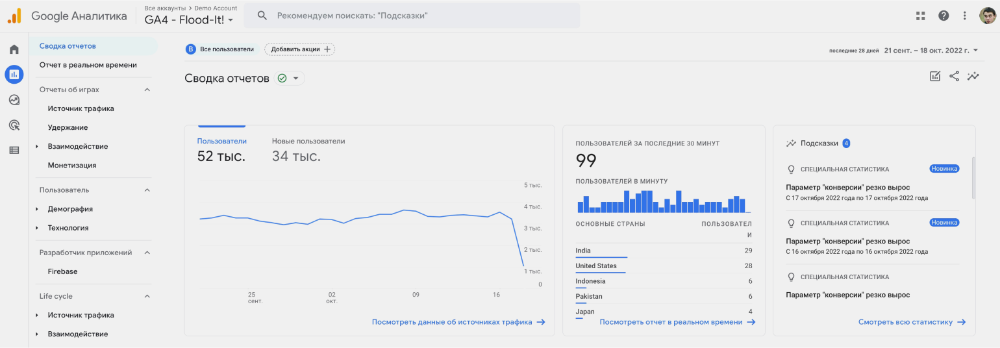 Google Аналитика
Все аккаунты > Demo Account
GA4 - Flood-It!
Рекомендуем поискать: "Подсказки"
Сводка отчетов
Отчет в реальном времени
Отчеты об играх
Источник трафика
Удержание
Взаимодействие
Монетизация
Пользователь
Демография
Технология
Разработчик приложений
Firebase
Life cycle
Источник трафика
Взаимодействие
В Все пользователи
Добавить акции +
последние 28 дней 21 сент. – 18 окт. 2022 г.
Сводка отчетов
Пользователи
52 тыс.
Новые пользователи
34 тыс.
5 тыс.
4 тыс.
3 тыс.
2 тыс.
1 тыс.
0
25
сент.
02
окт.
09
16
Посмотреть данные об источниках трафика
ПОЛЬЗОВАТЕЛЕЙ ЗА ПОСЛЕДНИЕ 30 МИНУТ
99
ПОЛЬЗОВАТЕЛЕЙ В МИНУТУ
ОСНОВНЫЕ СТРАНЫ ПОЛЬЗОВАТЕЛ
И
India 29
United States 28
Indonesia 6
Pakistan 6
Japan 4
Посмотреть отчет в реальном времени
Подсказки 4
СПЕЦИАЛЬНАЯ СТАТИСТИКА Новинка
Параметр "конверсии" резко вырос
С 17 октября 2022 года по 17 октября 2022 года
СПЕЦИАЛЬНАЯ СТАТИСТИКА Новинка
Параметр "конверсии" резко вырос
С 16 октября 2022 года по 16 октября 2022 года
СПЕЦИАЛЬНАЯ СТАТИСТИКА
Параметр "конверсии" резко вырос
Смотреть всю статистику